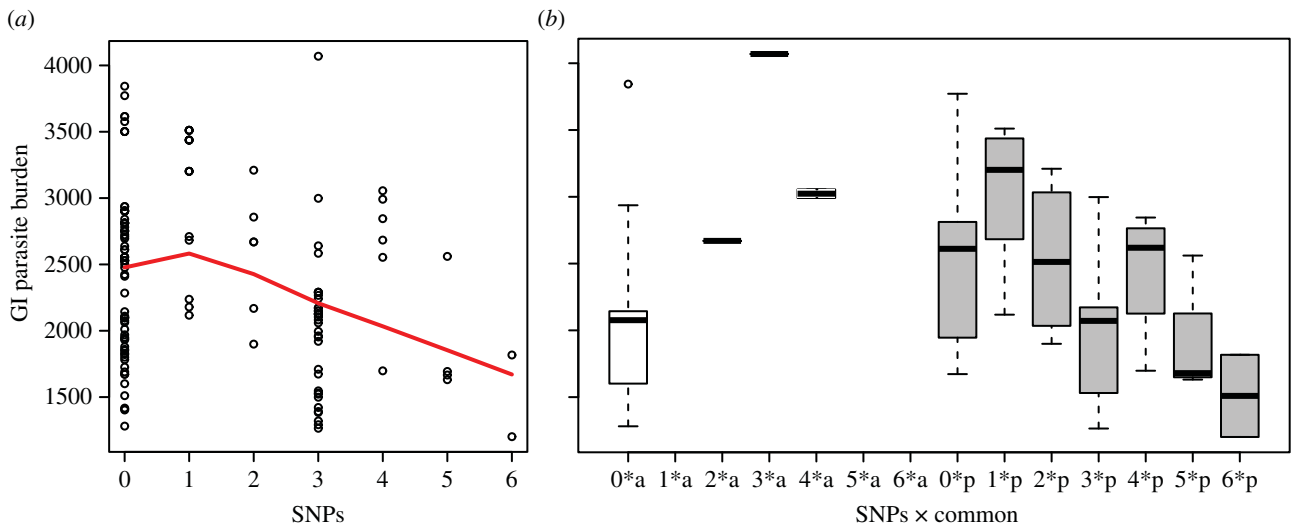 (a)
(b)
GI parasite burden
4000
3500
3000
2500
2000
1500
0 1 2 3 4 5 6
SNPs
0*a 1*a 2*a 3*a 4*a 5*a 6*a 0*p 1*p 2*p 3*p 4*p 5*p 6*p
SNPs × common